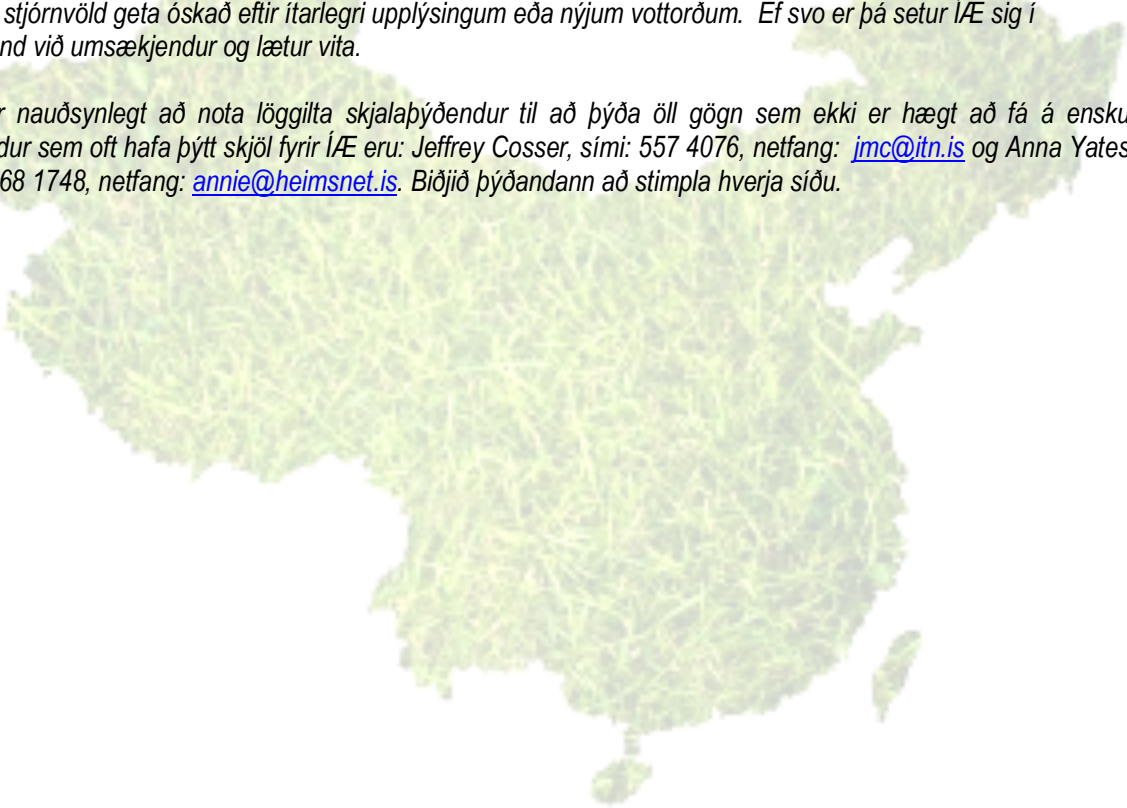 stjórnvöld geta óskað eftir ítarlegri upplýsingum eða nýjum vottorðum. Ef svo er þá setur ÍÆ sig í
nd við umsækjendur og lætur vita.
r nauðsynlegt að nota löggilta skjalaþýðendur til að þýða öll gögn sem ekki er hægt að fá á ensku
dur sem oft hafa þýtt skjöl fyrir ÍÆ eru: Jeffrey Cosser, sími: 557 4076, netfang: jmc@itn.is og Anna Yates
68 1748, netfang: annie@heimsnet.is. Biðjið þýðandann að stimpla hverja síðu.